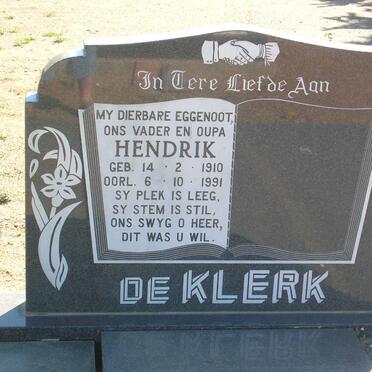 In Tere Liefde Aan
MY DIERBARE EGGENOOT,
ONS VADER EN OUPA
HENDRIK
GEB. 14 · 2 · 1910
OORL. 6 · 10 · 1991
SY PLEK IS LEEG,
SY STEM IS STIL,
ONS SWYG O HEER,
DIT WAS U WIL.
DE KLERK